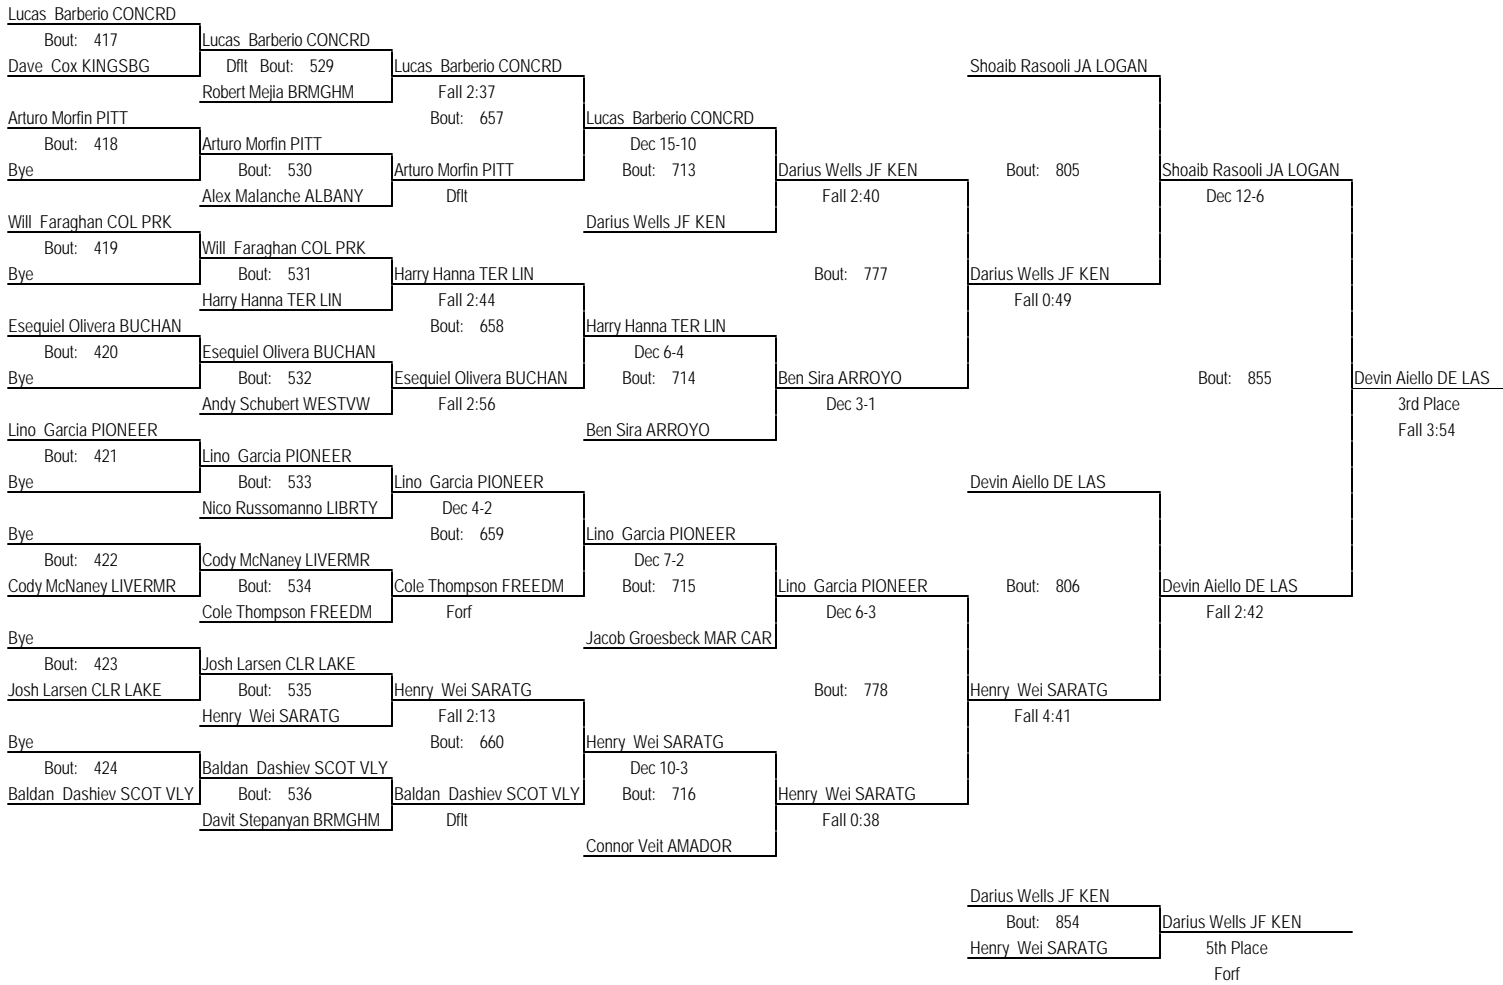 Lucas Barberio CONCRD
Bout: 417
Lucas Barberio CONCRD
Dave Cox KINGSBG
Dflt Bout: 529
Lucas Barberio CONCRD
Shoaib Rasooli JA LOGAN
Robert Mejia BRMGHM
Fall 2:37
Arturo Morfin PITT
Bout: 657
Lucas Barberio CONCRD
Bout: 418
Arturo Morfin PITT
Dec 15-10
Bye
Bout: 530
Arturo Morfin PITT
Bout: 713
Darius Wells JF KEN
Bout: 805
Shoaib Rasooli JA LOGAN
Alex Malanche ALBANY
Dflt
Fall 2:40
Dec 12-6
Will Faraghan COL PRK
Darius Wells JF KEN
Bout: 419
Will Faraghan COL PRK
Bye
Bout: 531
Harry Hanna TER LIN
Bout: 777
Darius Wells JF KEN
Harry Hanna TER LIN
Fall 2:44
Fall 0:49
Esequiel Olivera BUCHAN
Bout: 658
Harry Hanna TER LIN
Bout: 420
Esequiel Olivera BUCHAN
Dec 6-4
Bye
Bout: 532
Esequiel Olivera BUCHAN
Bout: 714
Ben Sira ARROYO
Bout: 855
Devin Aiello DE LAS
Andy Schubert WESTVW
Fall 2:56
Dec 3-1
3rd Place
Lino Garcia PIONEER
Ben Sira ARROYO
Fall 3:54
Bout: 421
Lino Garcia PIONEER
Bye
Bout: 533
Lino Garcia PIONEER
Devin Aiello DE LAS
Nico Russomanno LIBRTY
Dec 4-2
Bye
Bout: 659
Lino Garcia PIONEER
Bout: 422
Cody McNaney LIVERMR
Dec 7-2
Cody McNaney LIVERMR
Bout: 534
Cole Thompson FREEDM
Bout: 715
Lino Garcia PIONEER
Bout: 806
Devin Aiello DE LAS
Cole Thompson FREEDM
Forf
Dec 6-3
Fall 2:42
Bye
Jacob Groesbeck MAR CAR
Bout: 423
Josh Larsen CLR LAKE
Josh Larsen CLR LAKE
Bout: 535
Henry Wei SARATG
Bout: 778
Henry Wei SARATG
Henry Wei SARATG
Fall 2:13
Fall 4:41
Bye
Bout: 660
Henry Wei SARATG
Bout: 424
Baldan Dashiev SCOT VLY
Dec 10-3
Baldan Dashiev SCOT VLY
Bout: 536
Baldan Dashiev SCOT VLY
Bout: 716
Henry Wei SARATG
Davit Stepanyan BRMGHM
Dflt
Fall 0:38
Connor Veit AMADOR
Darius Wells JF KEN
Bout: 854
Darius Wells JF KEN
Henry Wei SARATG
5th Place
Forf